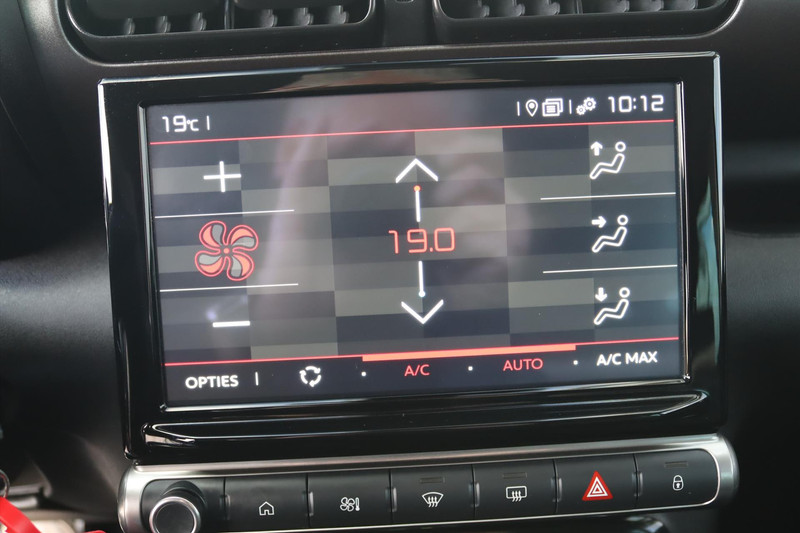 19°C
10:12
19.0
OPTIES
A/C
AUTO
A/C MAX